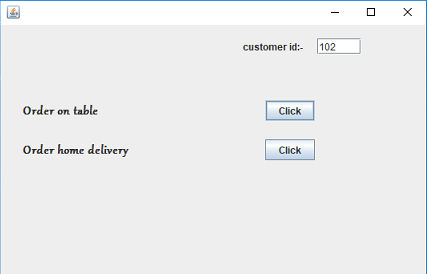 customer id:- 102
Order on table Click
Order home delivery Click